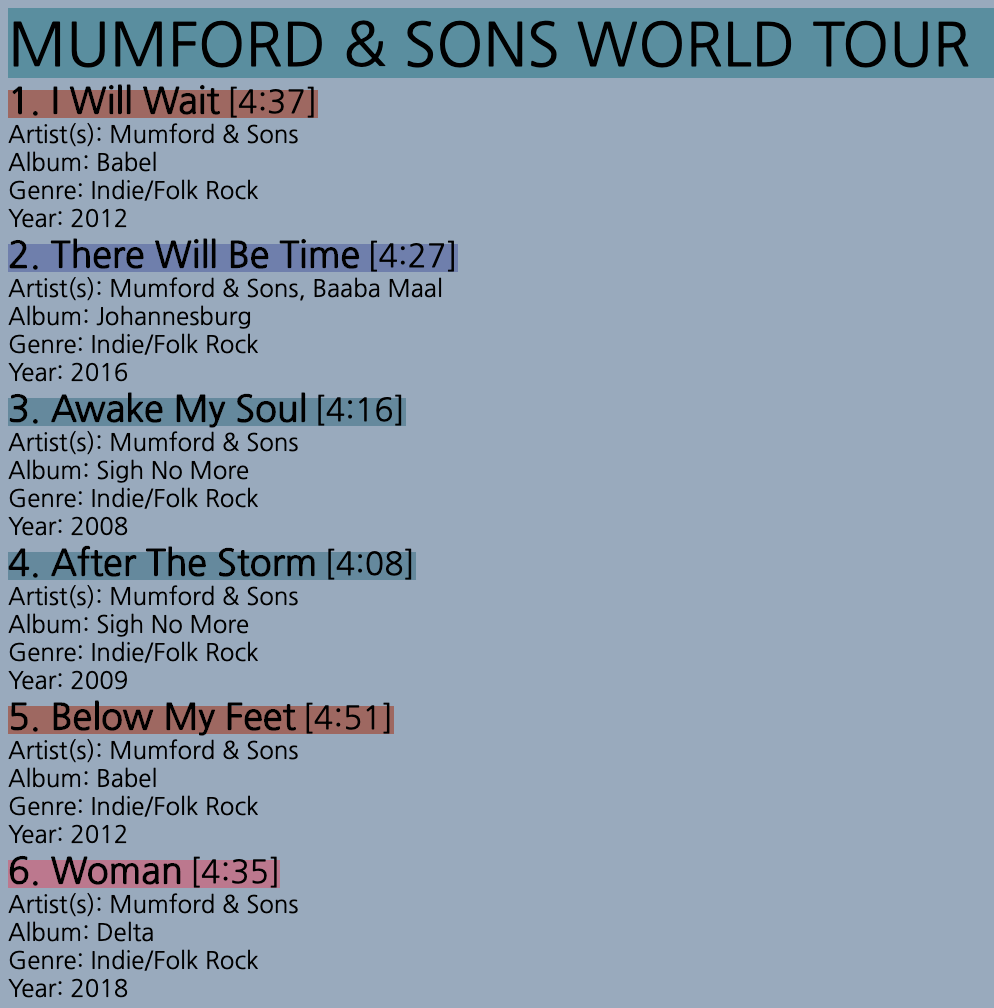 MUMFORD & SONS WORLD TOUR
1. I Will Wait [4:37]
Artist(s): Mumford & Sons
Album: Babel
Genre: Indie/Folk Rock
Year: 2012
2. There Will Be Time [4:27]
Artist(s): Mumford & Sons, Baaba Maal
Album: Johannesburg
Genre: Indie/Folk Rock
Year: 2016
3. Awake My Soul [4:16]
Artist(s): Mumford & Sons
Album: Sigh No More
Genre: Indie/Folk Rock
Year: 2008
4. After The Storm [4:08]
Artist(s): Mumford & Sons
Album: Sigh No More
Genre: Indie/Folk Rock
Year: 2009
5. Below My Feet [4:51]
Artist(s): Mumford & Sons
Album: Babel
Genre: Indie/Folk Rock
Year: 2012
6. Woman [4:35]
Artist(s): Mumford & Sons
Album: Delta
Genre: Indie/Folk Rock
Year: 2018